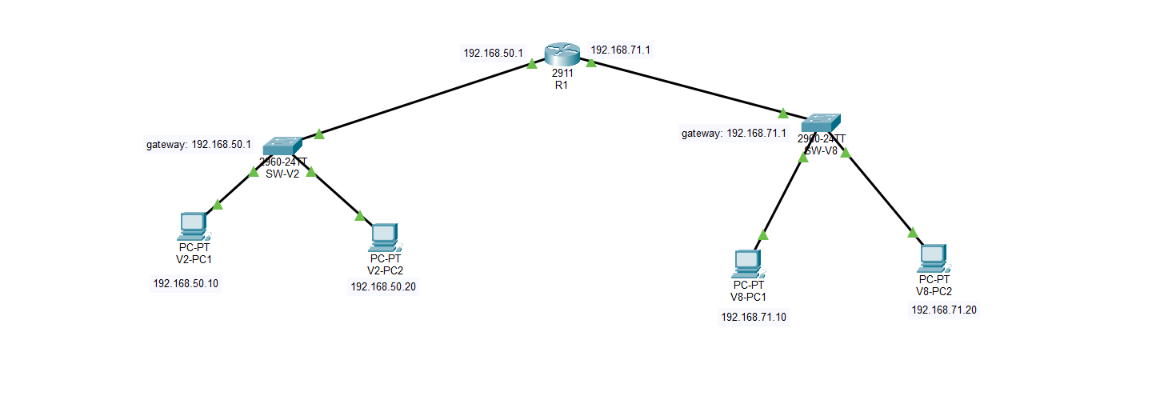 192.168.50.1
192.168.71.1
2911
R1
gateway: 192.168.50.1
2960-24TT
SW-V2
gateway: 192.168.71.1
2960-24TT
SW-V8
PC-PT
V2-PC1
192.168.50.10
PC-PT
V2-PC2
192.168.50.20
PC-PT
V8-PC1
192.168.71.10
PC-PT
V8-PC2
192.168.71.20